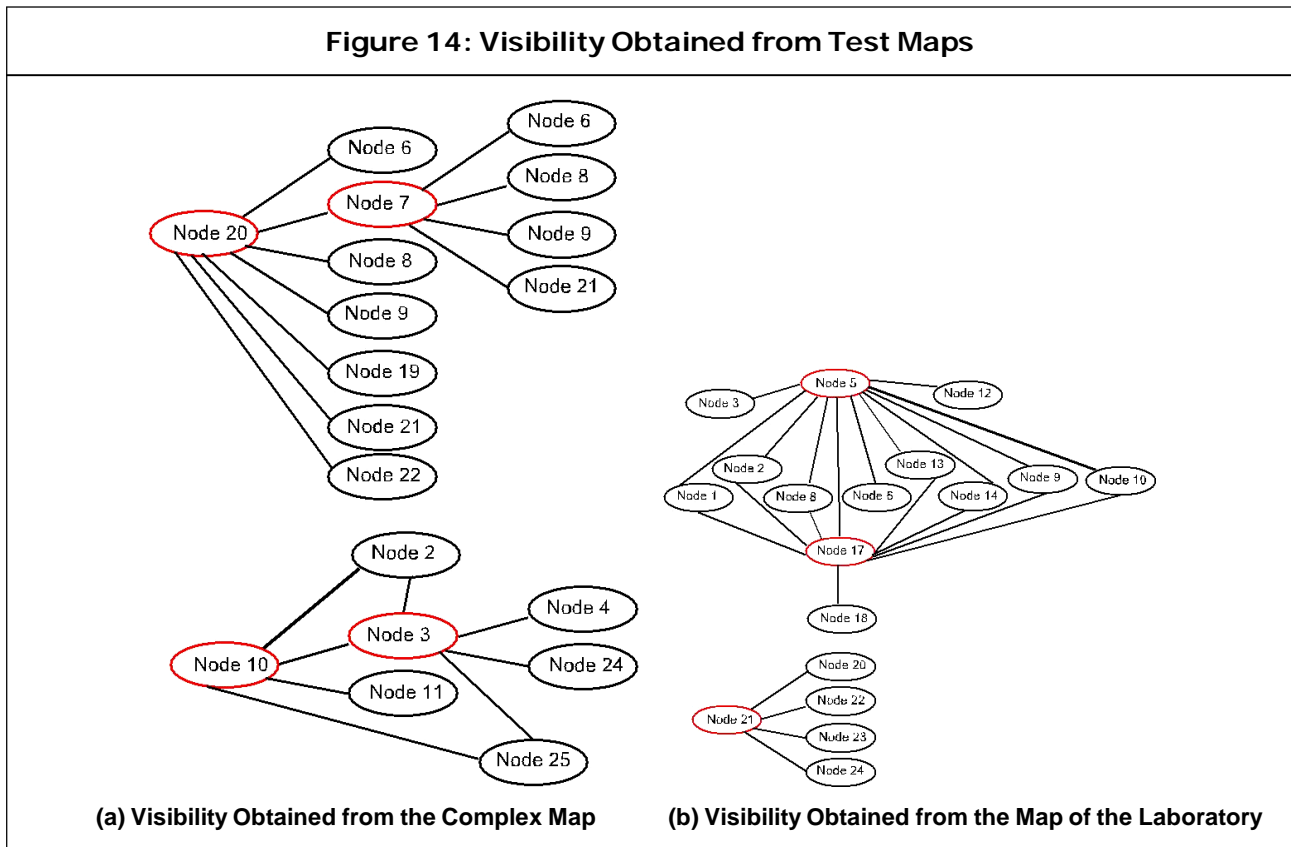 Figure 14: Visibility Obtained from Test Maps
Node 6
Node 6
Node 8
Node 7
Node 20
Node 9
Node 8
Node 21
Node 9
Node 19
Node 21
Node 22
Node 2
Node 4
Node 3
Node 10
Node 24
Node 11
Node 25
(a) Visibility Obtained from the Complex Map
Node 5
Node 3
Node 12
Node 2
Node 13
Node 9
Node 10
Node 1
Node 8
Node 6
Node 14
Node 17
Node 18
Node 20
Node 22
Node 21
Node 23
Node 24
(b) Visibility Obtained from the Map of the Laboratory